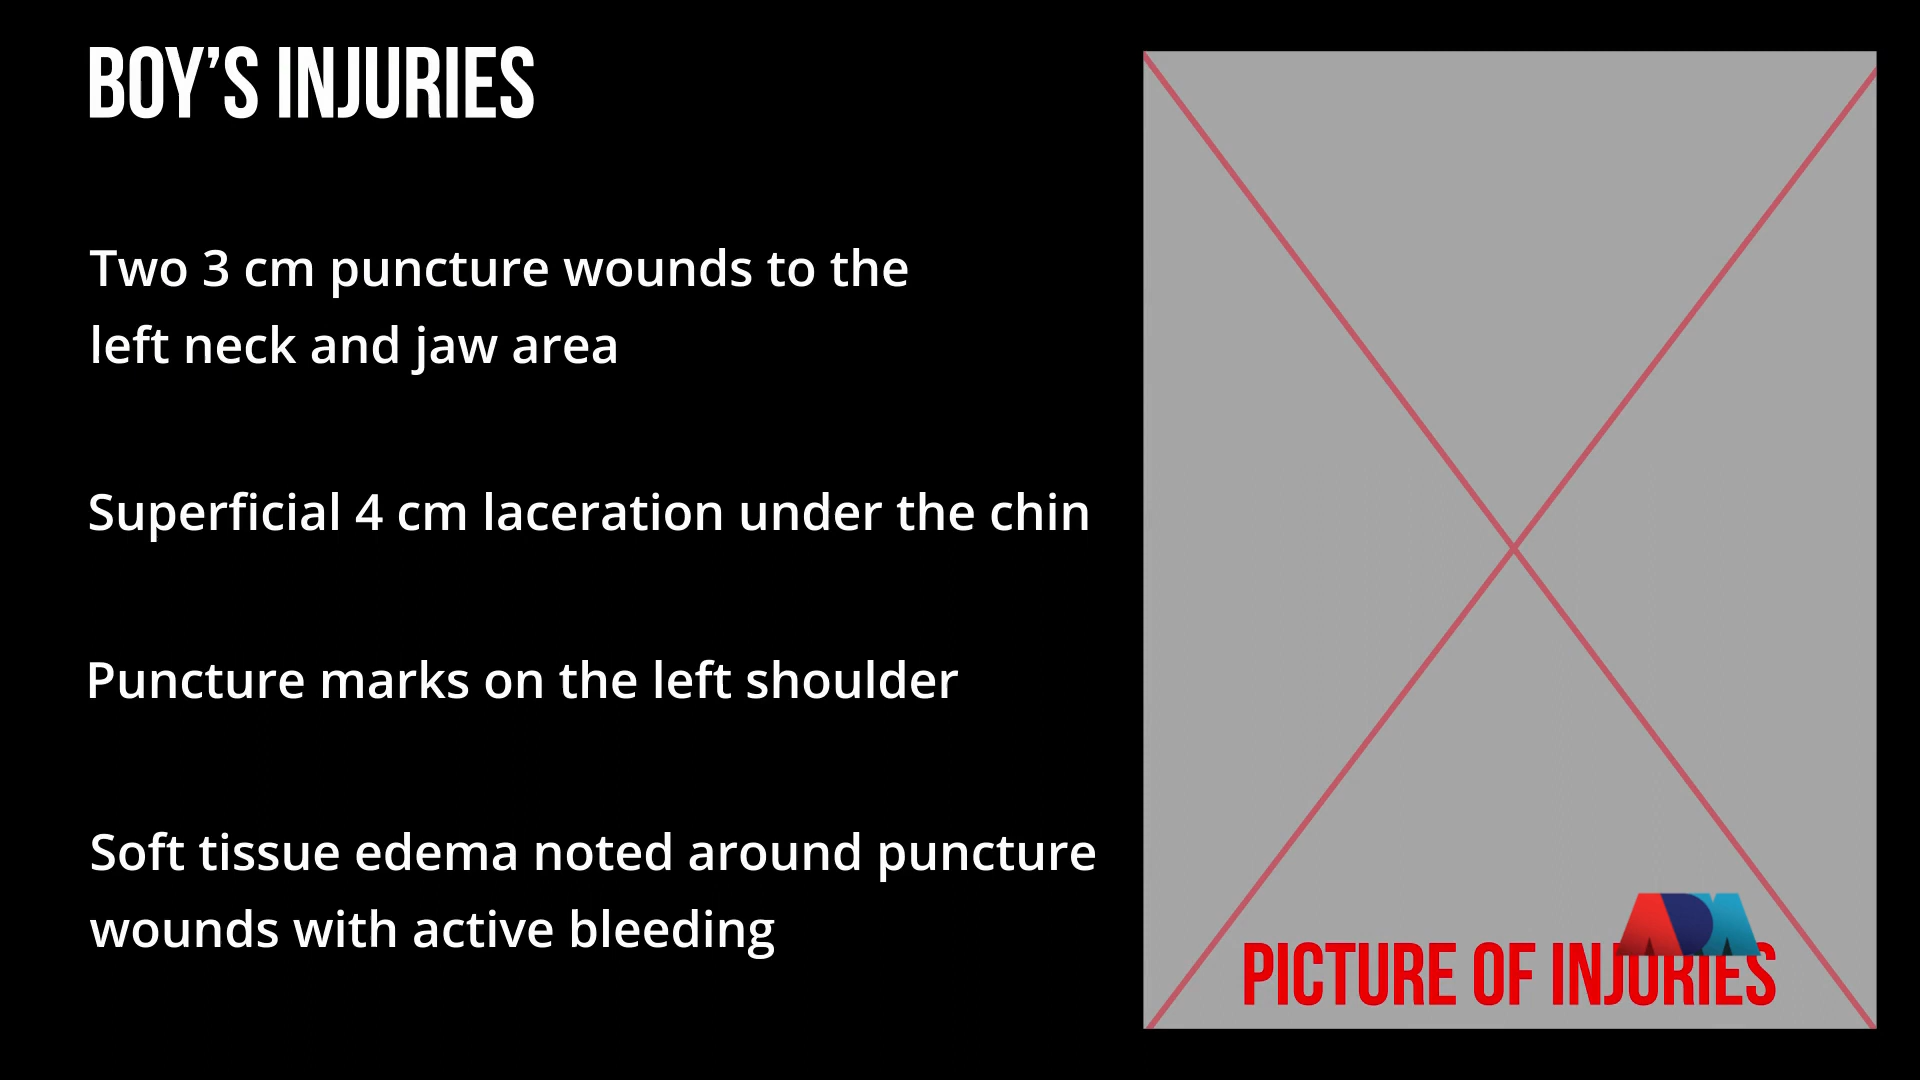 BOY’S INJURIES
Two 3 cm puncture wounds to the
left neck and jaw area
Superficial 4 cm laceration under the chin
Puncture marks on the left shoulder
Soft tissue edema noted around puncture
wounds with active bleeding
PICTURE OF INJURIES